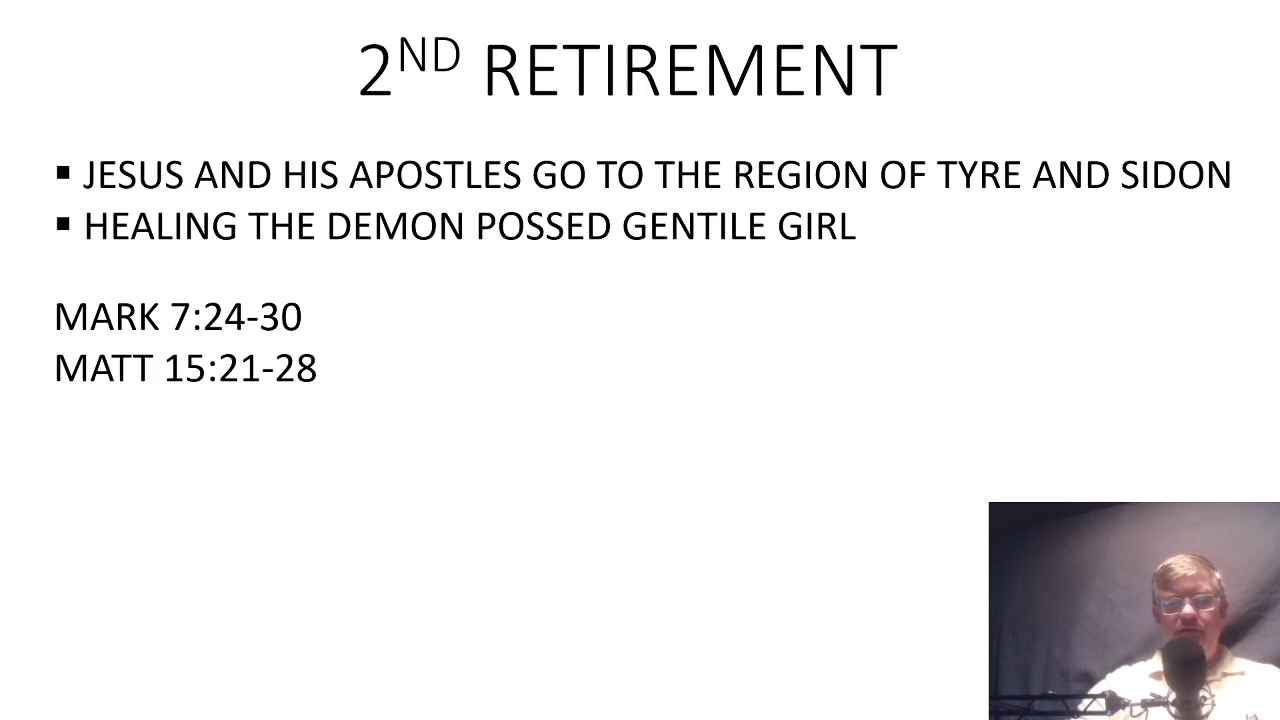 2ND RETIREMENT
▪ JESUS AND HIS APOSTLES GO TO THE REGION OF TYRE AND SIDON
▪ HEALING THE DEMON POSSED GENTILE GIRL
MARK 7:24-30
MATT 15:21-28